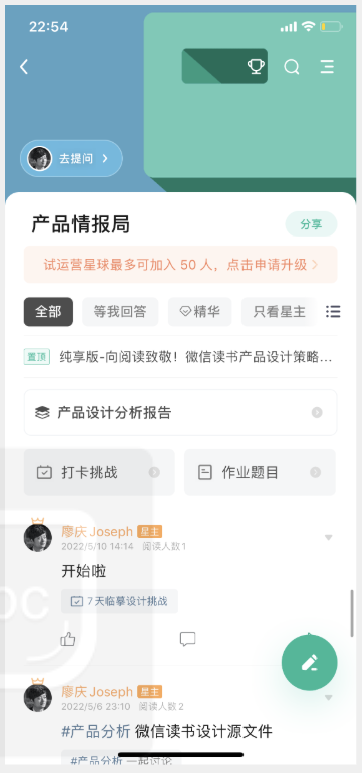 22:54
去提问
产品情报局
分享
试运营星球最多可加入 50 人，点击申请升级
全部 等我回答 精华 只看星主
置顶 纯享版-向阅读致敬！微信读书产品设计策略...
产品设计分析报告
打卡挑战 作业题目
廖庆 Joseph 星主
2022/5/10 14:14 阅读人数 1
开始啦
7天临摹设计挑战
廖庆 Joseph 星主
2022/5/6 23:10 阅读人数 2
#产品分析 微信读书设计源文件
#产品分析 一起讨论